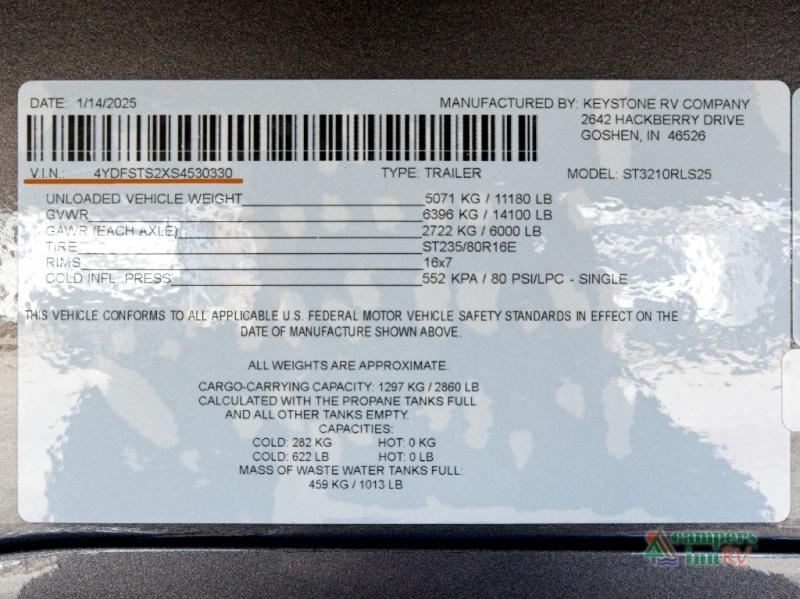 DATE: 1/14/2025
MANUFACTURED BY: KEYSTONE RV COMPANY
2642 HACKBERRY DRIVE
GOSHEN, IN 46526
V.I.N.: 4YDFSTS2XS4530330 TYPE: TRAILER MODEL: ST3210RLS25
UNLOADED VEHICLE WEIGHT 5071 KG / 11180 LB
GVWR 6396 KG / 14100 LB
GAWR (EACH AXLE) 2722 KG / 6000 LB
TIRE ST235/80R16E
RIMS 16x7
COLD INFL. PRESS 552 KPA / 80 PSI/LPC - SINGLE
THIS VEHICLE CONFORMS TO ALL APPLICABLE U.S. FEDERAL MOTOR VEHICLE SAFETY STANDARDS IN EFFECT ON THE
DATE OF MANUFACTURE SHOWN ABOVE.
ALL WEIGHTS ARE APPROXIMATE.
CARGO-CARRYING CAPACITY: 1297 KG / 2860 LB
CALCULATED WITH THE PROPANE TANKS FULL
AND ALL OTHER TANKS EMPTY.
CAPACITIES:
COLD: 282 KG HOT: 0 KG
COLD: 622 LB HOT: 0 LB
MASS OF WASTE WATER TANKS FULL:
459 KG / 1013 LB
campers
inn RV